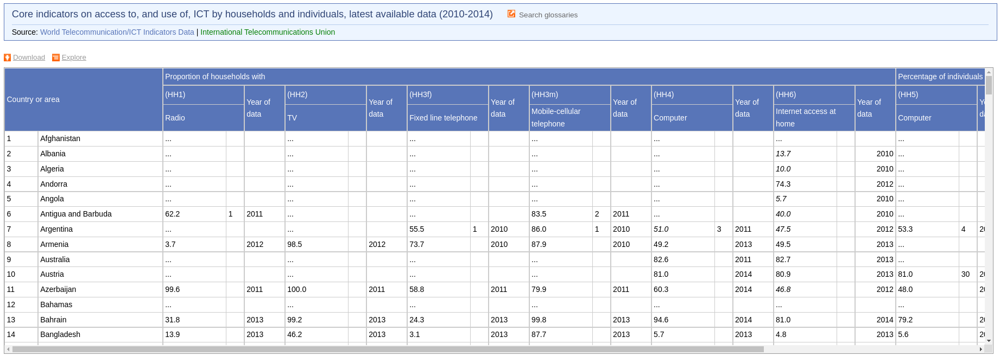 Core indicators on access to, and use of, ICT by households and individuals, latest available data (2010-2014) Search glossaries
Source: World Telecommunication/ICT Indicators Data | International Telecommunications Union
Download Explore
Country or area Proportion of households with Percentage of individuals
(HH1) Year of data (HH2) Year of data (HH3f) Year of data (HH3m) Year of data (HH4) Year of data (HH6) Year of data (HH5)
Radio TV Fixed line telephone Mobile-cellular telephone Computer Internet access at home Computer
1 Afghanistan ... ... ... ... ... ... ...
2 Albania ... ... ... ... ... 13.7 2010 ...
3 Algeria ... ... ... ... ... 10.0 2010 ...
4 Andorra ... ... ... ... ... 74.3 2012 ...
5 Angola ... ... ... ... ... 5.7 2010 ...
6 Antigua and Barbuda 62.2 1 2011 ... ... 83.5 2 2011 ... 40.0 2010 ...
7 Argentina ... ... 55.5 1 2010 86.0 1 2010 51.0 3 2011 47.5 2012 53.3 4
8 Armenia 3.7 2012 98.5 2012 73.7 2010 87.9 2010 49.2 2013 49.5 2013 ...
9 Australia ... ... ... ... 82.6 2011 82.7 2013 ...
10 Austria ... ... ... ... 81.0 2014 80.9 2013 81.0 30
11 Azerbaijan 99.6 2011 100.0 2011 58.8 2011 79.9 2011 60.3 2014 46.8 2012 48.0
12 Bahamas ... ... ... ... ... ... ...
13 Bahrain 31.8 2013 99.2 2013 24.3 2013 99.8 2013 94.6 2014 81.0 2014 79.2
14 Bangladesh 13.9 2013 46.2 2013 3.1 2013 87.7 2013 5.7 2013 4.8 2013 5.6